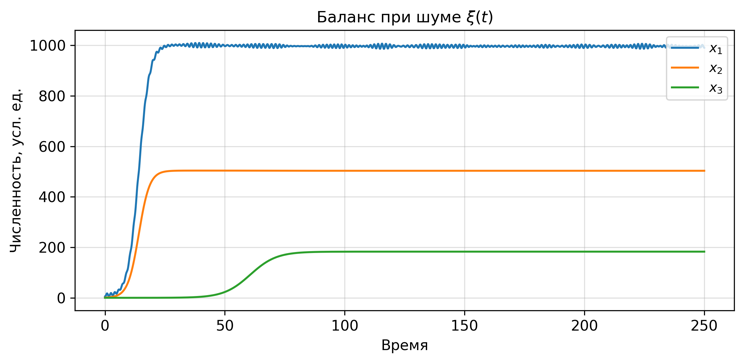 Баланс при шуме ξ(t)
Численность, усл. ед.
1000
800
600
400
200
0
x₁
x₂
x₃
0 50 100 150 200 250
Время